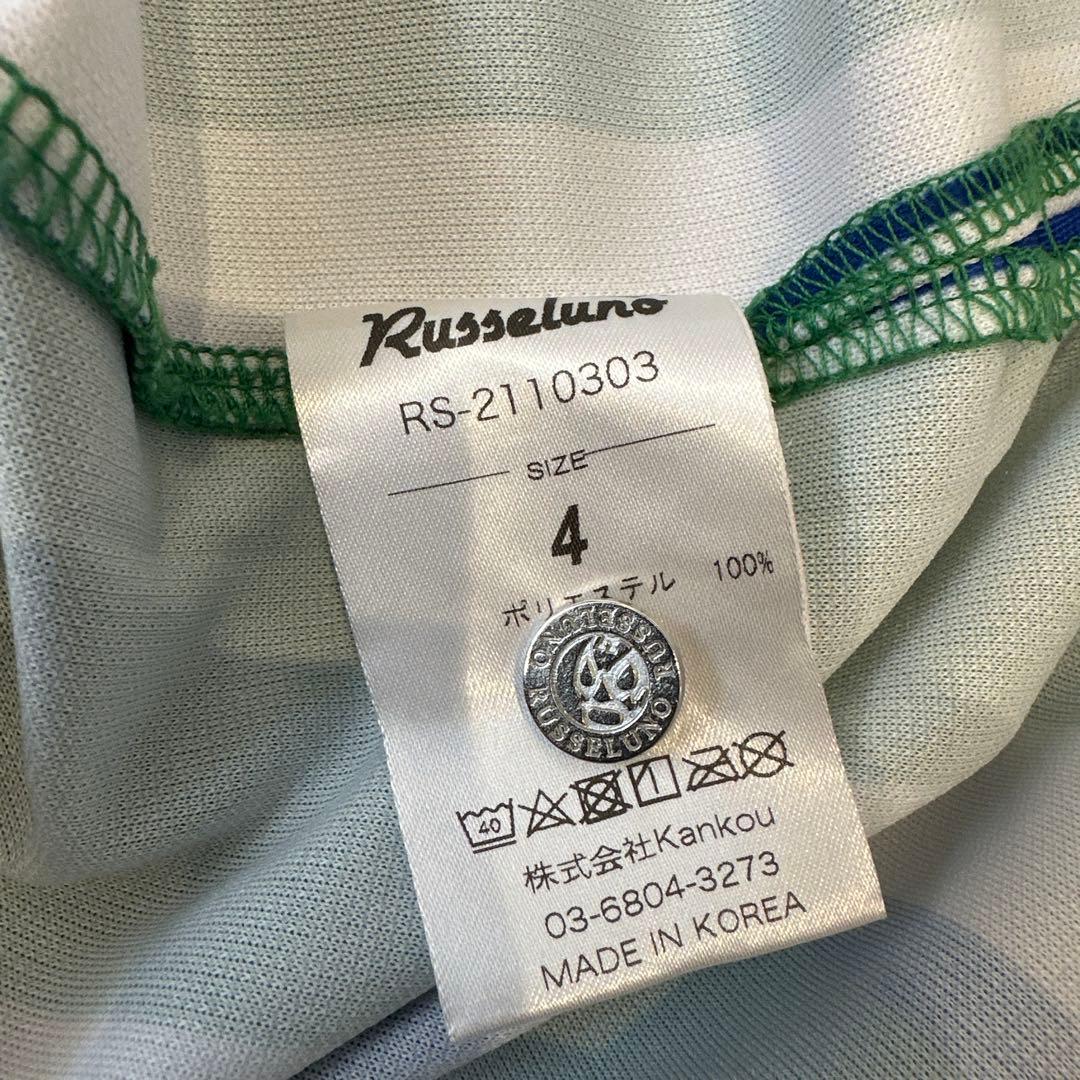 Russeluno
RS-2110303
SIZE
4
ポリエステル 100%
RUSSELUNO
RUSSELUNO
40
株式会社Kankou
03-6804-3273
MADE IN KOREA